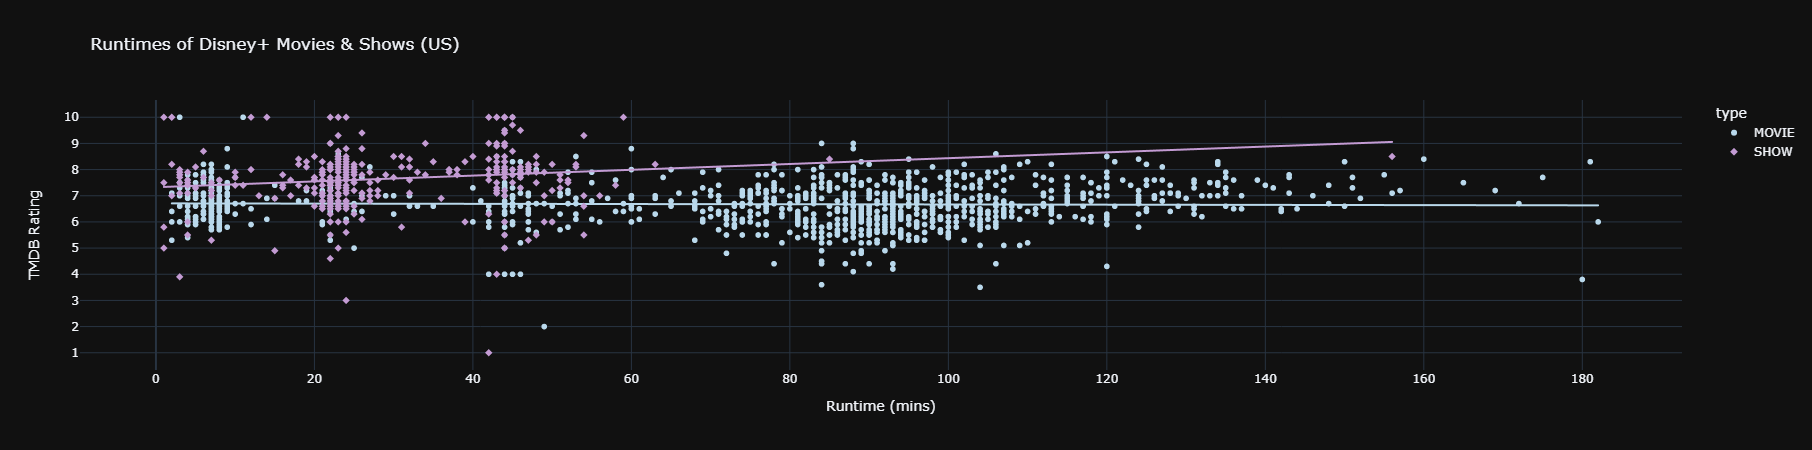 Runtimes of Disney+ Movies & Shows (US)
type
MOVIE
SHOW
TMDB Rating
10
9
8
7
6
5
4
3
2
1
0 20 40 60 80 100 120 140 160 180
Runtime (mins)